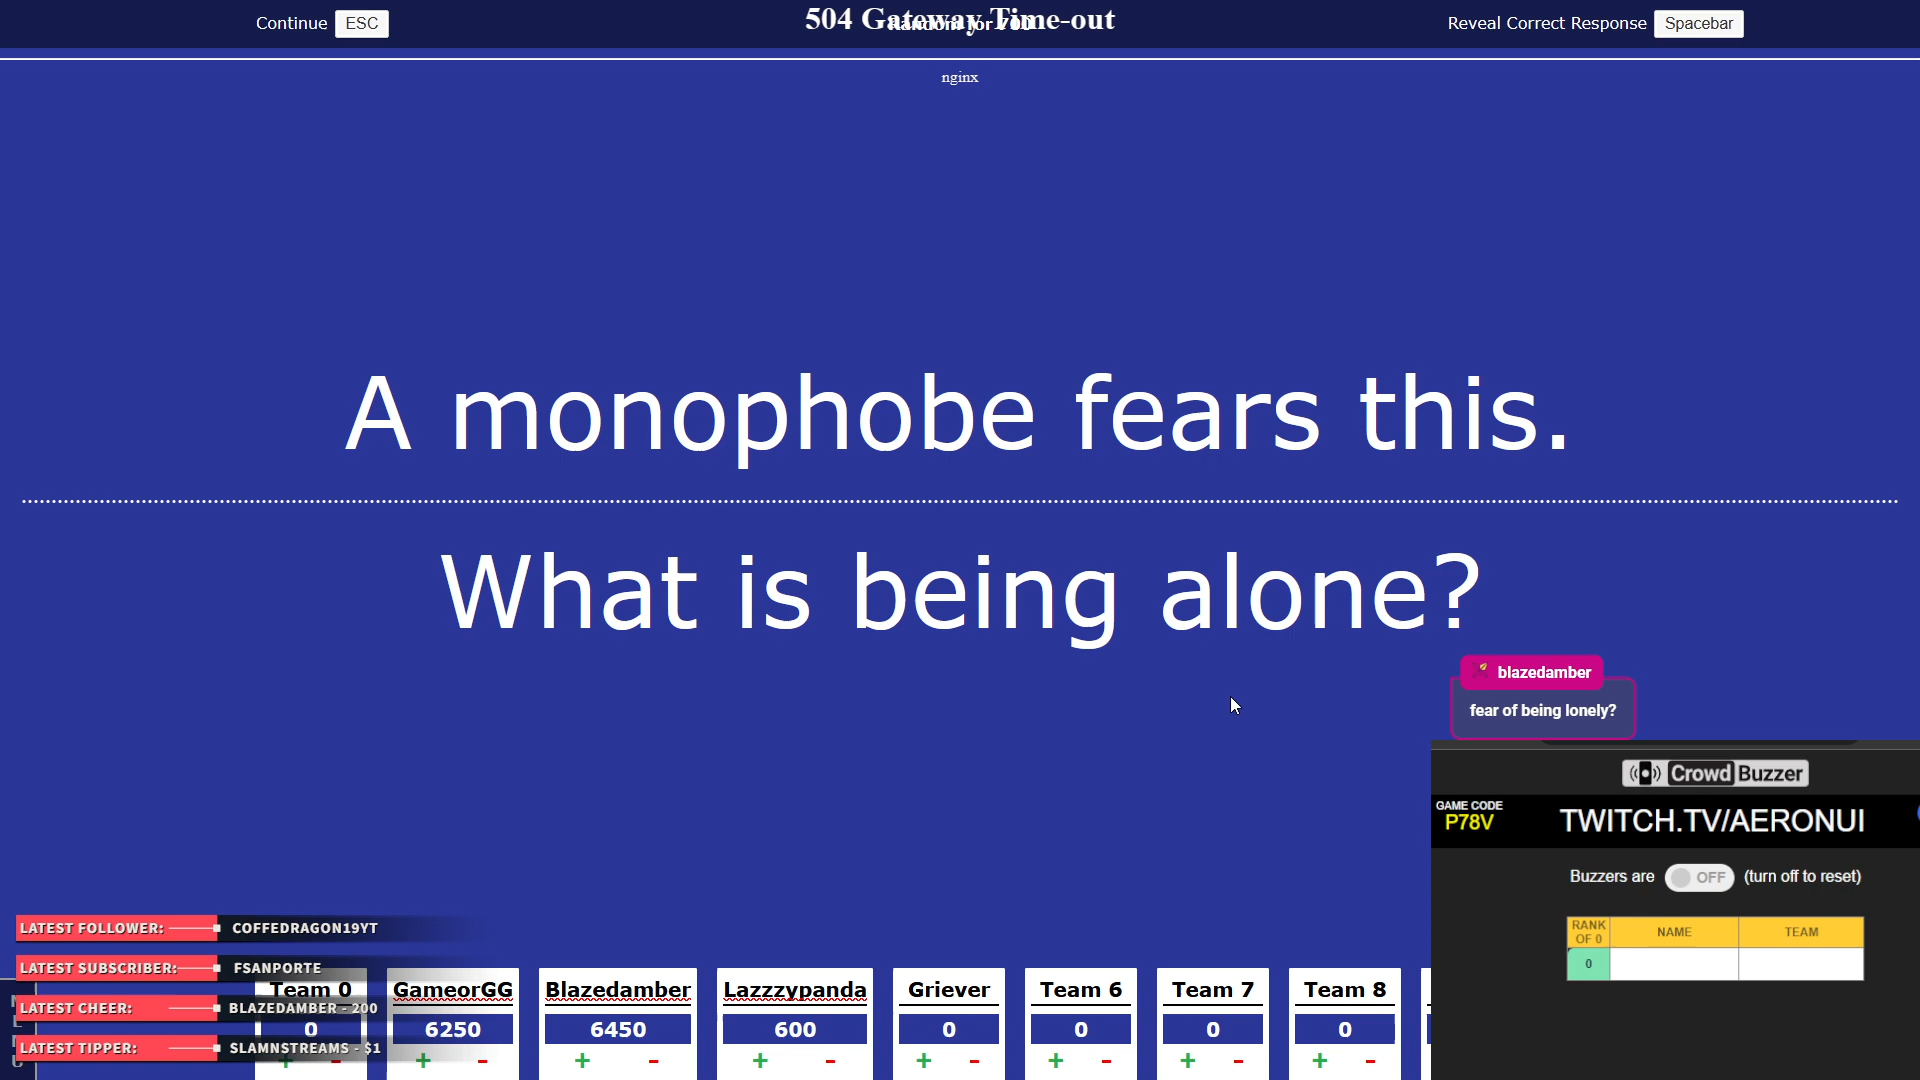 Continue ESC
504 Gateway Time-out
Random for 700
Reveal Correct Response Spacebar
nginx
A monophobe fears this.
What is being alone?
blazedamber
fear of being lonely?
CrowdBuzzer
GAME CODE
P78V
TWITCH.TV/AERONUI
Buzzers are OFF (turn off to reset)
RANK OF 0 NAME TEAM
0
LATEST FOLLOWER: COFFEDRAGON19YT
LATEST SUBSCRIBER: FSANPORTE
LATEST CHEER: BLAZEDAMBER - 200
LATEST TIPPER: SLAMNSTREAMS - $1
Team 0 GameorGG Blazedamber Lazzzypanda Griever Team 6 Team 7 Team 8
0 6250 6450 600 0 0 0 0
+ - + - + - + - + - + - + - + -